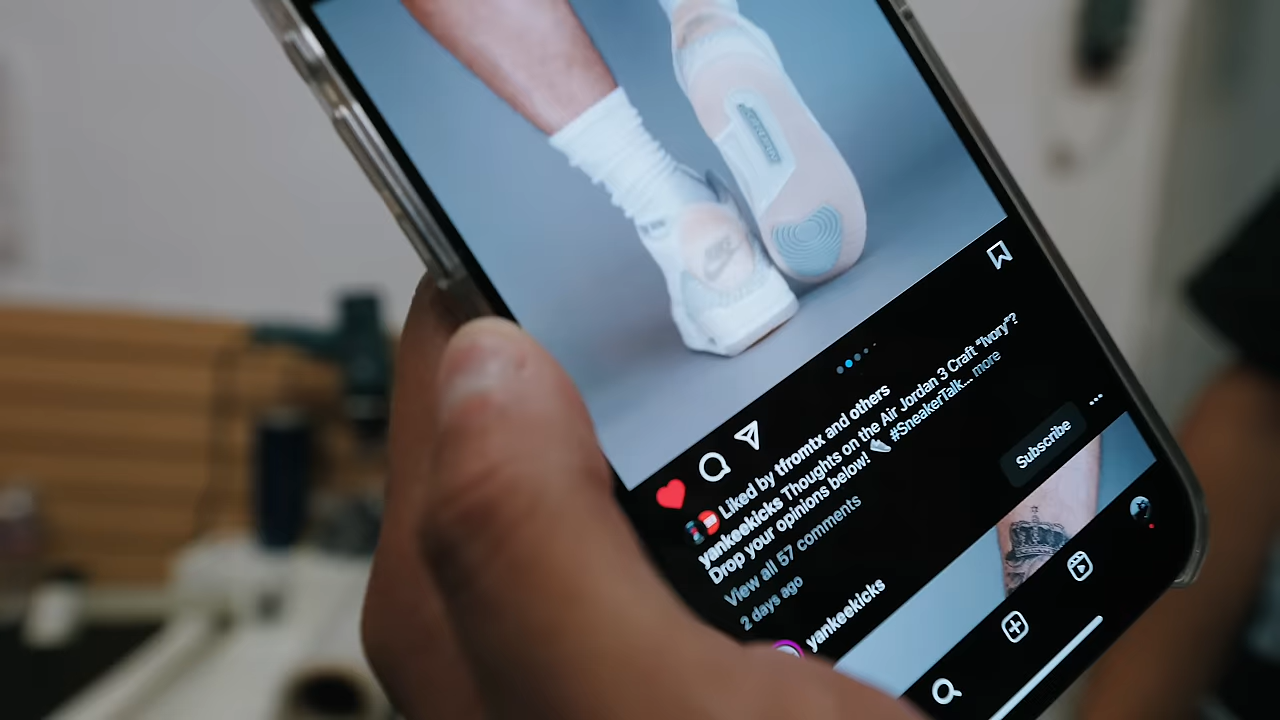 Liked by tfromtx and others
yankeekicks Thoughts on the Air Jordan 3 Craft "Ivory"?
Drop your opinions below! #SneakerTalk... more
View all 57 comments
2 days ago
yankeekicks
Subscribe